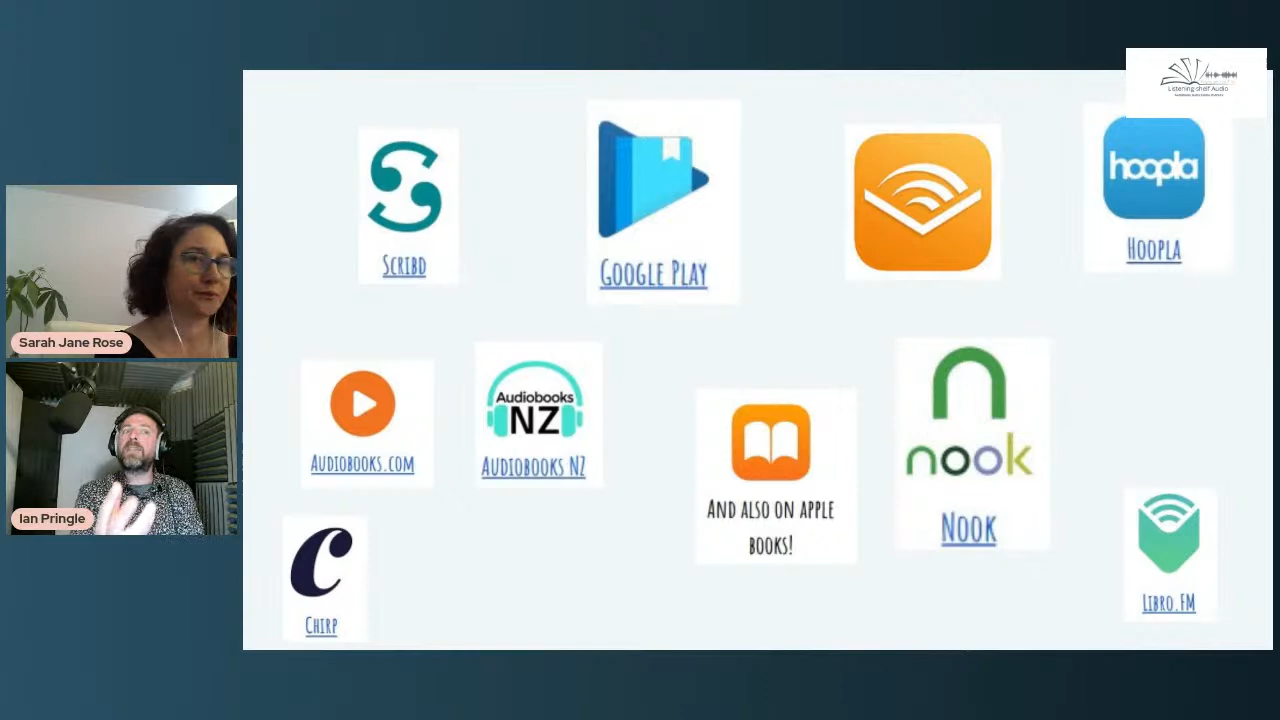 Listening shelf Audio
SCRIBD
GOOGLE PLAY
hoopla
HOOPLA
Sarah Jane Rose
AUDIOBOOKS.COM
Audiobooks
NZ
AUDIOBOOKS NZ
AND ALSO ON APPLE
BOOKS!
nook
NOOK
Ian Pringle
C
CHIRP
LIBRO.FM